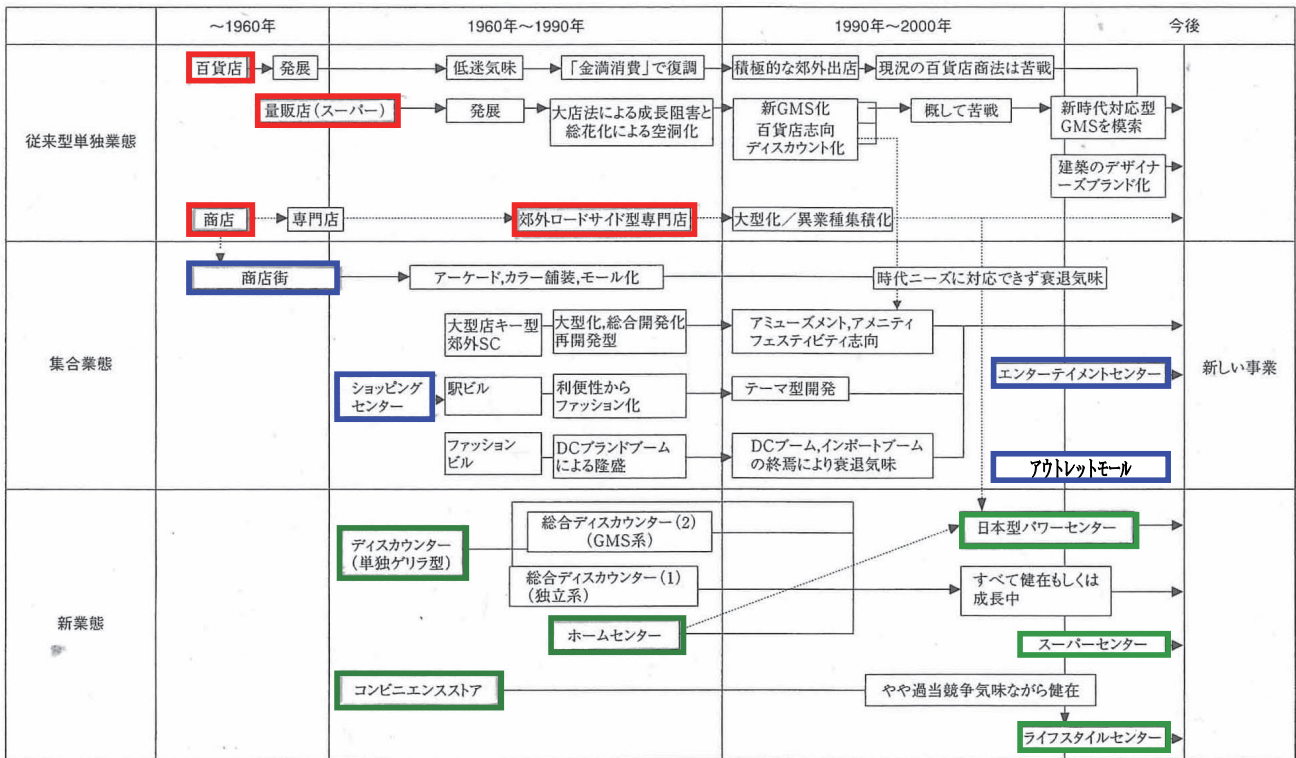 ～1960年
1960年～1990年
1990年～2000年
今後
従来型単独業態
百貨店
発展
低迷気味
「金満消費」で復調
積極的な郊外出店
現況の百貨店商法は苦戦
量販店（スーパー）
発展
大店法による成長阻害と
総花化による空洞化
新GMS化
百貨店志向
ディスカウント化
概して苦戦
新時代対応型
GMSを模索
建築のデザイナ
ーズブランド化
商店
専門店
郊外ロードサイド型専門店
大型化／異業種集積化
集合業態
商店街
アーケード,カラー舗装,モール化
時代ニーズに対応できず衰退気味
大型店キー型
郊外SC
大型化,総合開発化
再開発型
アミューズメント,アメニティ
フェスティビティ志向
ショッピング
センター
駅ビル
利便性から
ファッション化
テーマ型開発
エンターテイメントセンター
新しい事業
ファッション
ビル
DCブランドブーム
による隆盛
DCブーム,インポートブーム
の終焉により衰退気味
アウトレットモール
新業態
ディスカウンター
（単独ゲリラ型）
総合ディスカウンター（2）
（GMS系）
日本型パワーセンター
総合ディスカウンター（1）
（独立系）
すべて健在もしくは
成長中
ホームセンター
スーパーセンター
コンビニエンスストア
やや過当競争気味ながら健在
ライフスタイルセンター